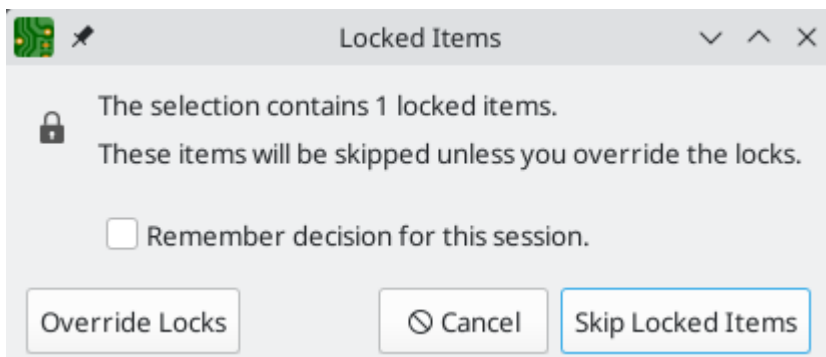 Locked Items
The selection contains 1 locked items.
These items will be skipped unless you override the locks.
Remember decision for this session.
Override Locks
Cancel
Skip Locked Items